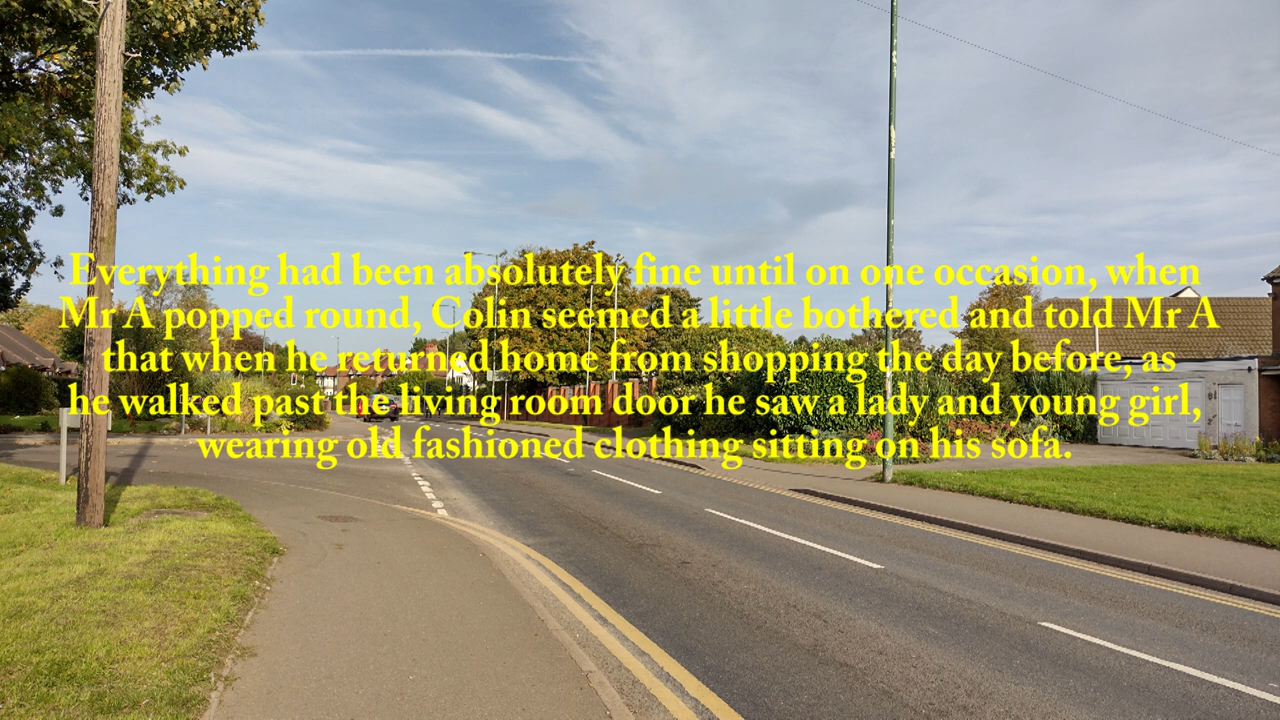 Everything had been absolutely fine until on one occasion, when
Mr A popped round, Colin seemed a little bothered and told Mr A
that when he returned home from shopping the day before, as
he walked past the living room door he saw a lady and young girl,
wearing old fashioned clothing sitting on his sofa.